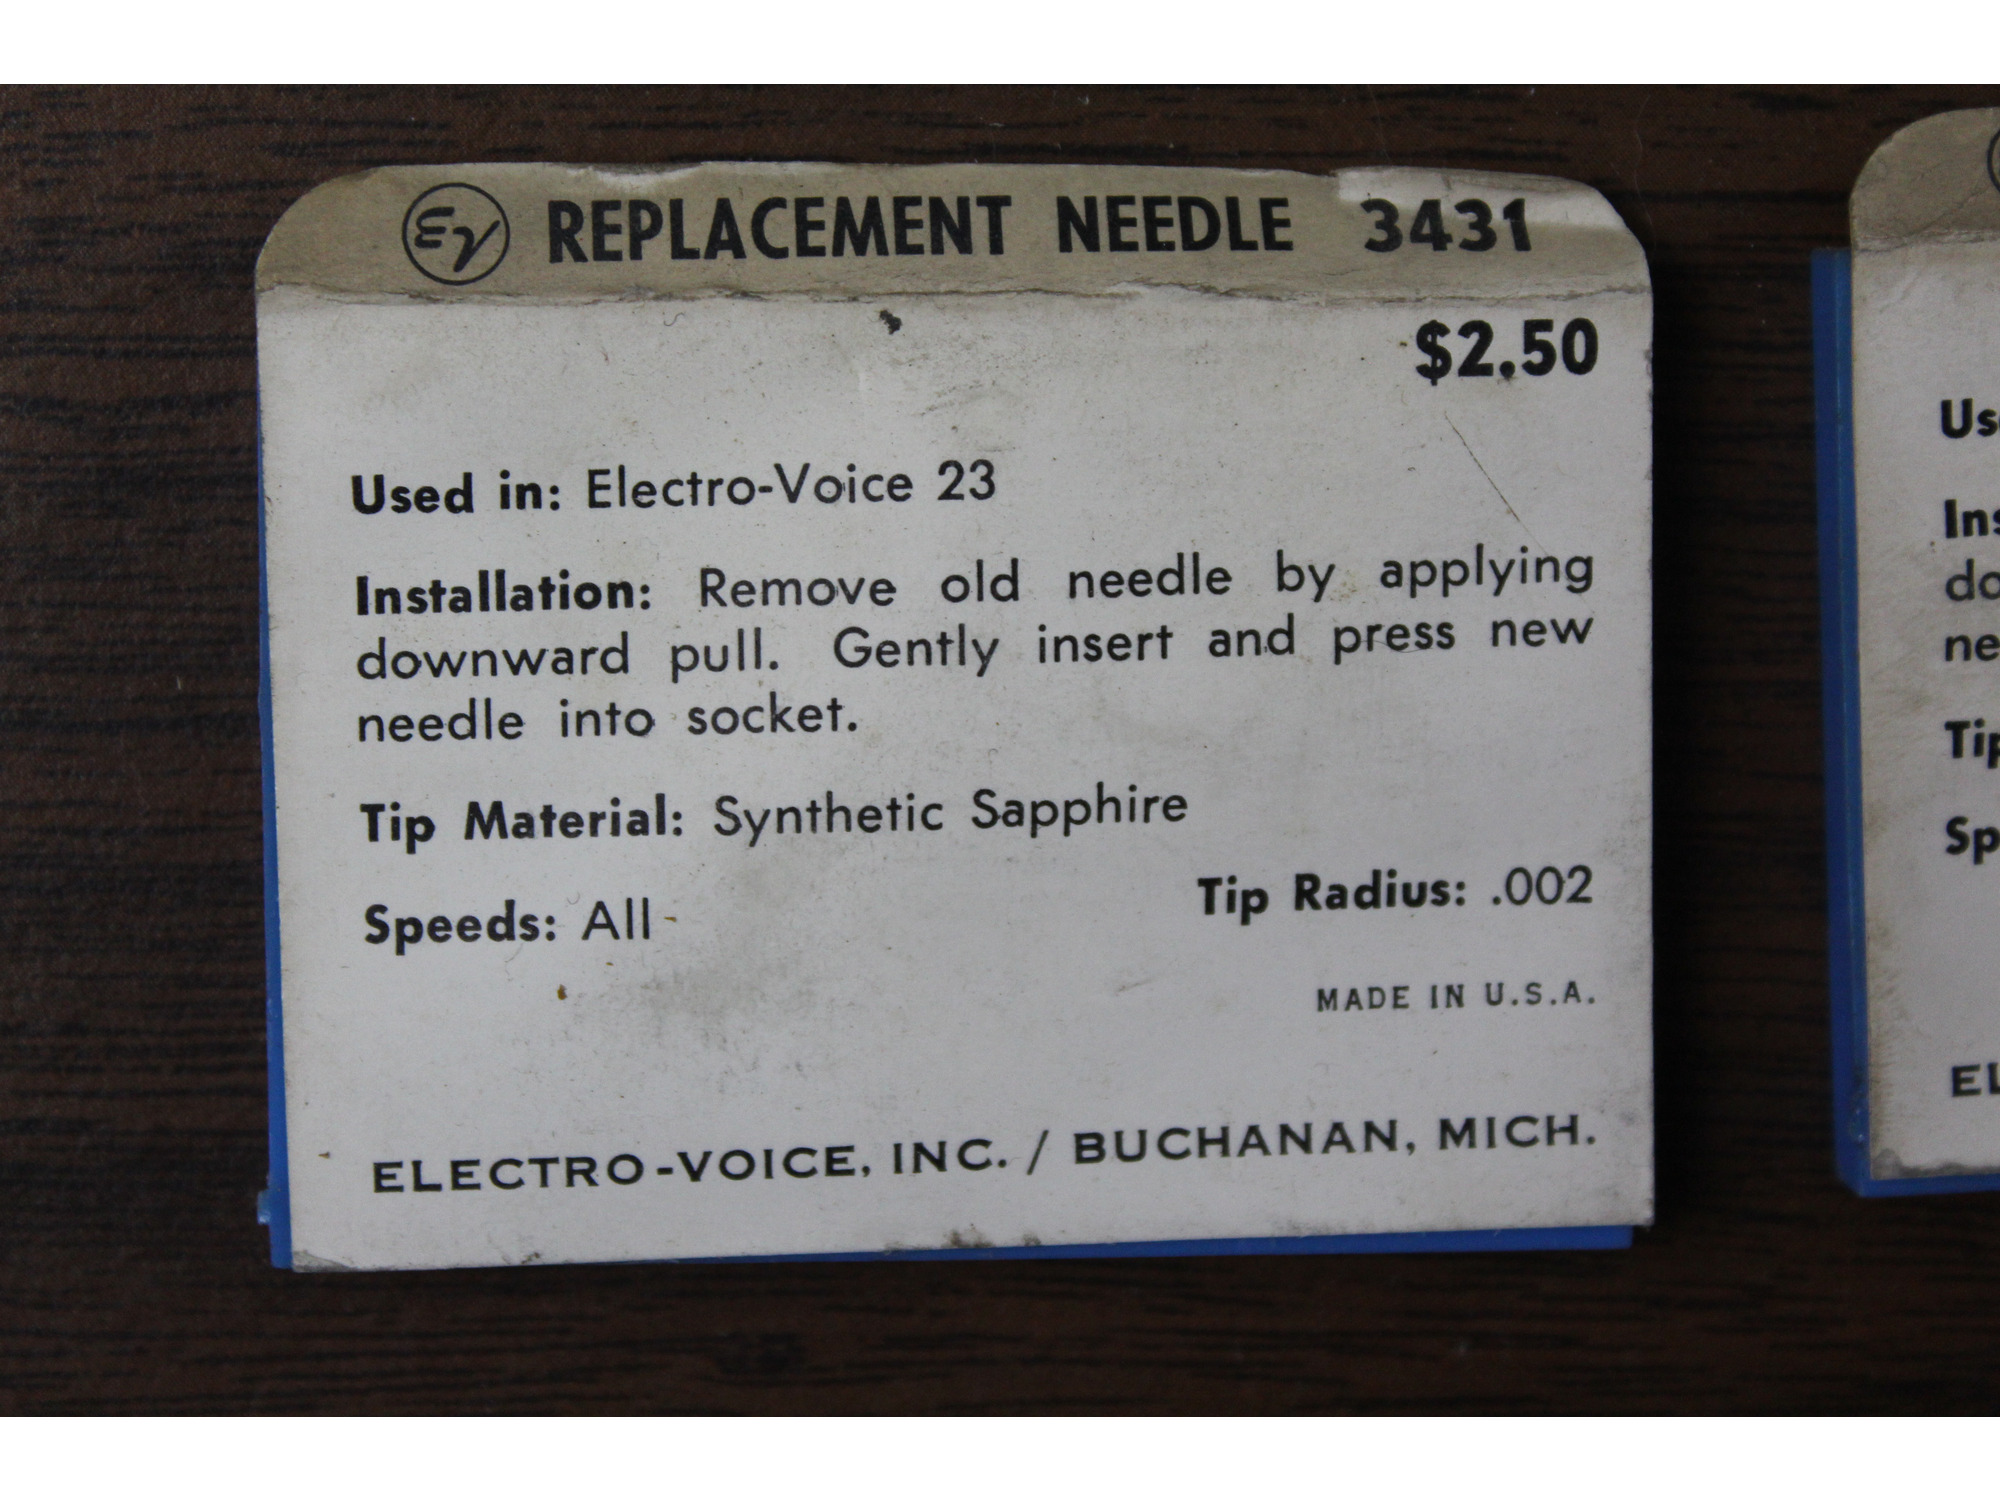 EV REPLACEMENT NEEDLE 3431
$2.50
Used in: Electro-Voice 23
Installation: Remove old needle by applying
downward pull. Gently insert and press new
needle into socket.
Tip Material: Synthetic Sapphire
Speeds: All
Tip Radius: .002
MADE IN U.S.A.
ELECTRO-VOICE, INC. / BUCHANAN, MICH.